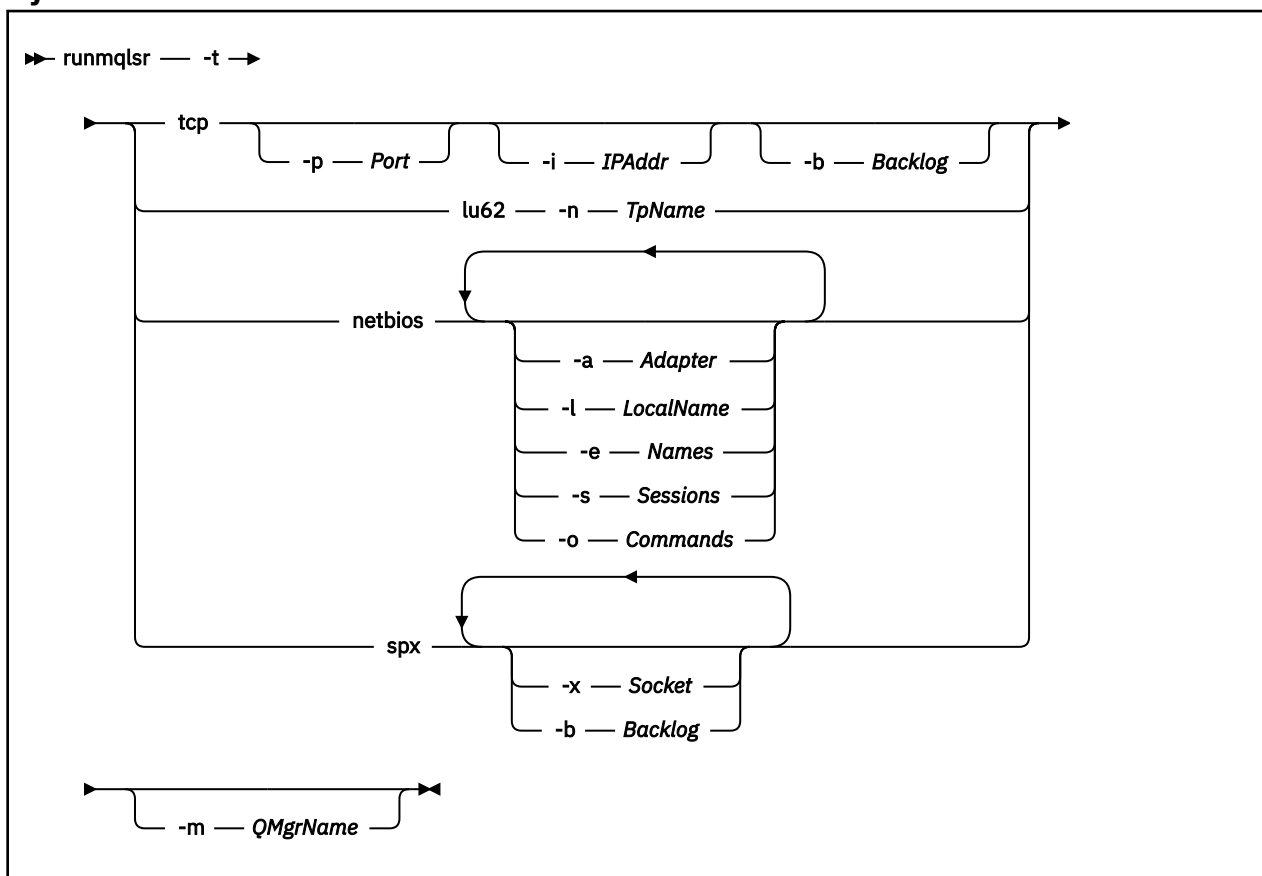 runmqlsr -t
tcp
-p Port -i IPAddr -b Backlog
lu62 -n TpName
netbios
-a Adapter
-l LocalName
-e Names
-s Sessions
-o Commands
spx
-x Socket
-b Backlog
-m QMgrName